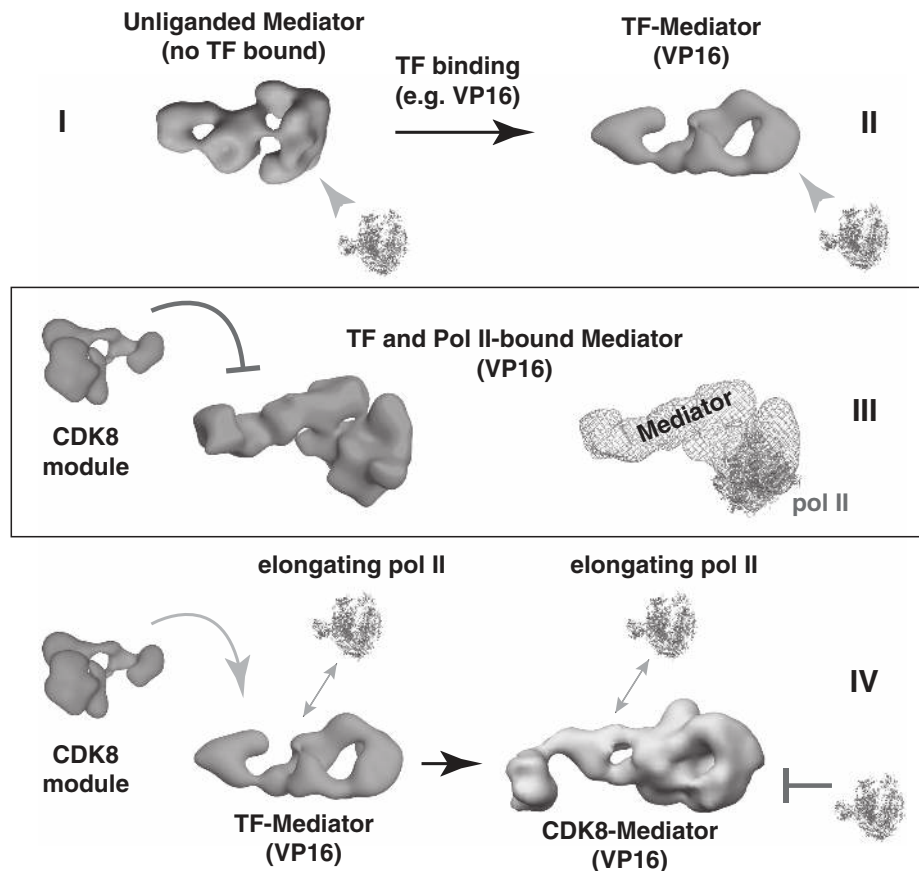 Unliganded Mediator
(no TF bound)
TF binding
(e.g. VP16)
TF-Mediator
(VP16)
I
II
TF and Pol II-bound Mediator
(VP16)
CDK8
module
Mediator
pol II
III
elongating pol II
elongating pol II
IV
CDK8
module
TF-Mediator
(VP16)
CDK8-Mediator
(VP16)